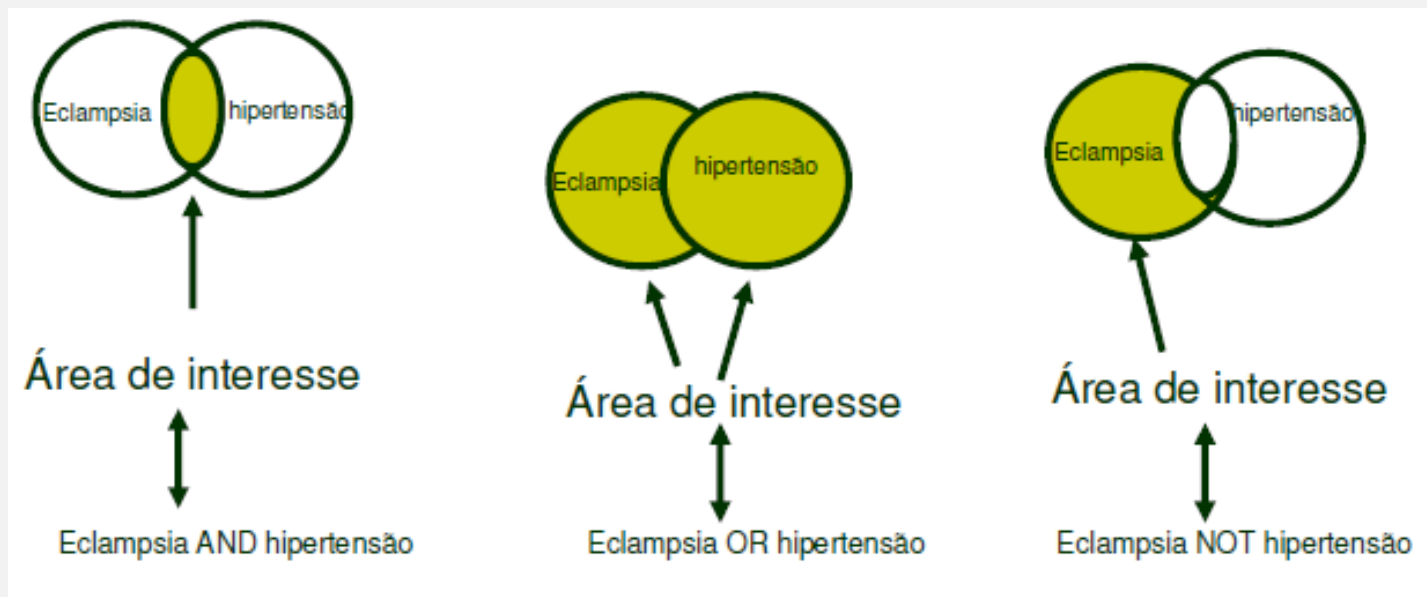 Eclampsia
hipertensão
Área de interesse
Eclampsia AND hipertensão
Eclampsia
hipertensão
Área de interesse
Eclampsia OR hipertensão
Eclampsia
hipertensão
Área de interesse
Eclampsia NOT hipertensão